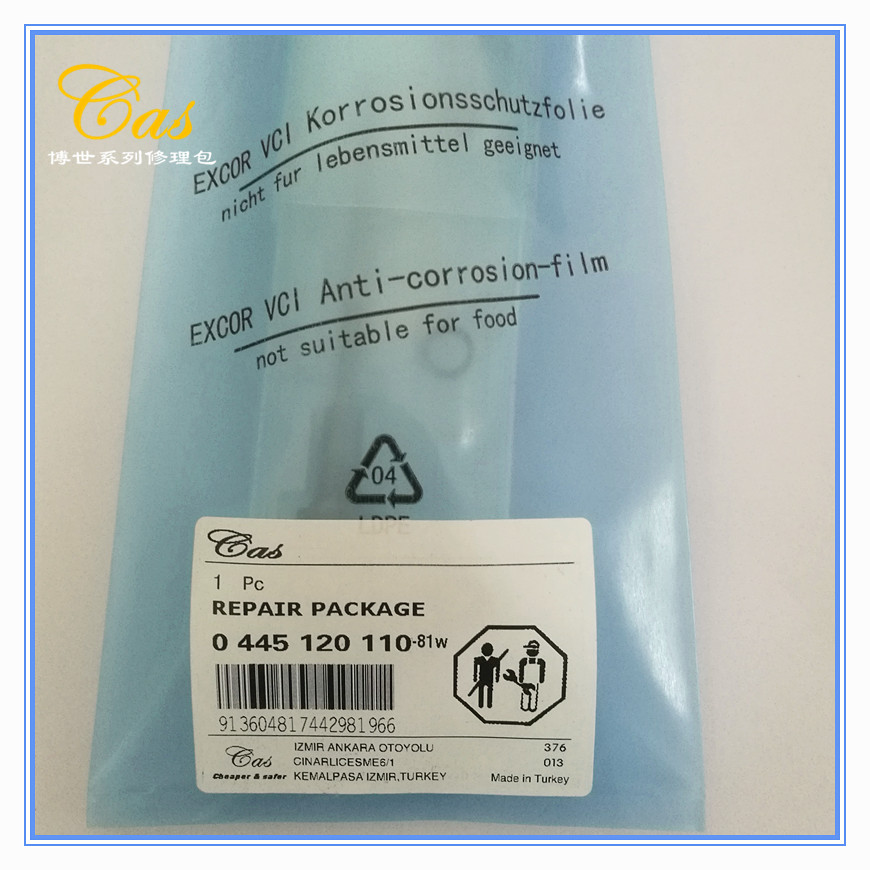 Cas
博世系列修理包
EXCOR VCI Korrosionsschutzfolie
nicht fur lebensmittel geeignet
EXCOR VCI Anti-corrosion-film
not suitable for food
04
LDPE
Cas
1 Pc
REPAIR PACKAGE
0 445 120 110-81w
913604817442981966
Cas
Cheaper & safer
IZMIR ANKARA OTOYOLU
CINARLICESME6/1
KEMALPASA IZMIR,TURKEY
376
013
Made in Turkey